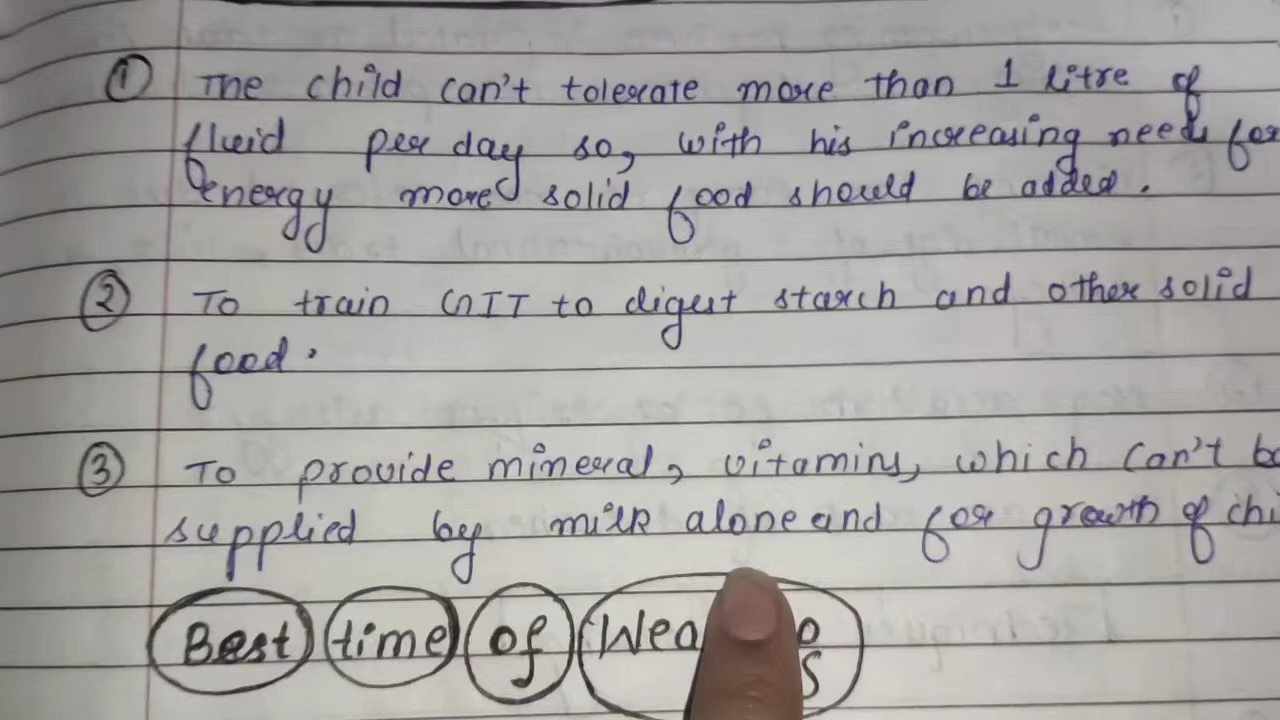 ① The child can't tolerate more than 1 litre of
fluid per day so, with his increasing needs for
energy more solid food should be added.
② To train GIT to digest starch and other solid
food.
③ To provide mineral, vitamins, which can't be
supplied by milk alone and for growth of chi
Best time of